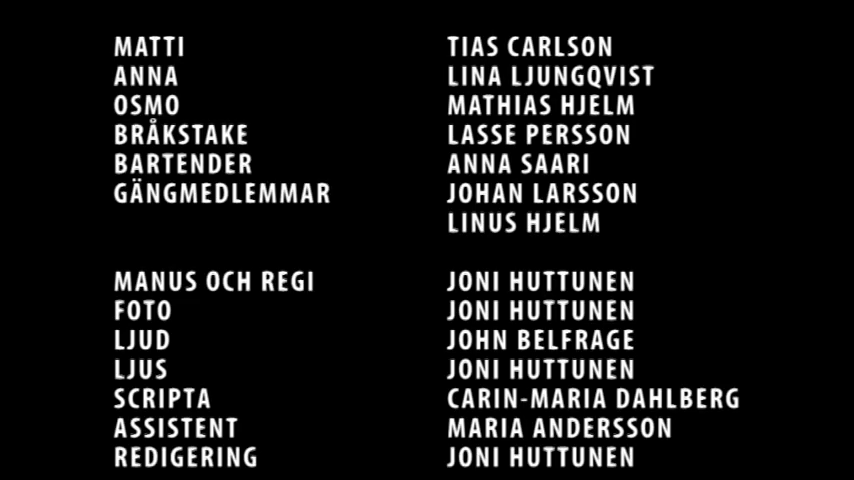 MATTI TIAS CARLSON
ANNA LINA LJUNGQVIST
OSMO MATHIAS HJELM
BRÅKSTAKE LASSE PERSSON
BARTENDER ANNA SAARI
GÄNGMEDLEMMAR JOHAN LARSSON
LINUS HJELM
MANUS OCH REGI JONI HUTTUNEN
FOTO JONI HUTTUNEN
LJUD JOHN BELFRAGE
LJUS JONI HUTTUNEN
SCRIPTA CARIN-MARIA DAHLBERG
ASSISTENT MARIA ANDERSSON
REDIGERING JONI HUTTUNEN